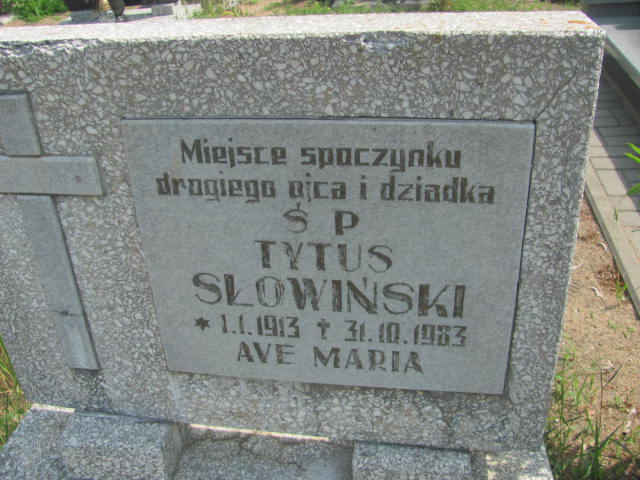 Miejsce spoczynku
drogiego ojca i dziadka
Ś P
TYTUS
SŁOWIŃSKI
* 1.1.1913 † 31.10.1983
AVE MARIA